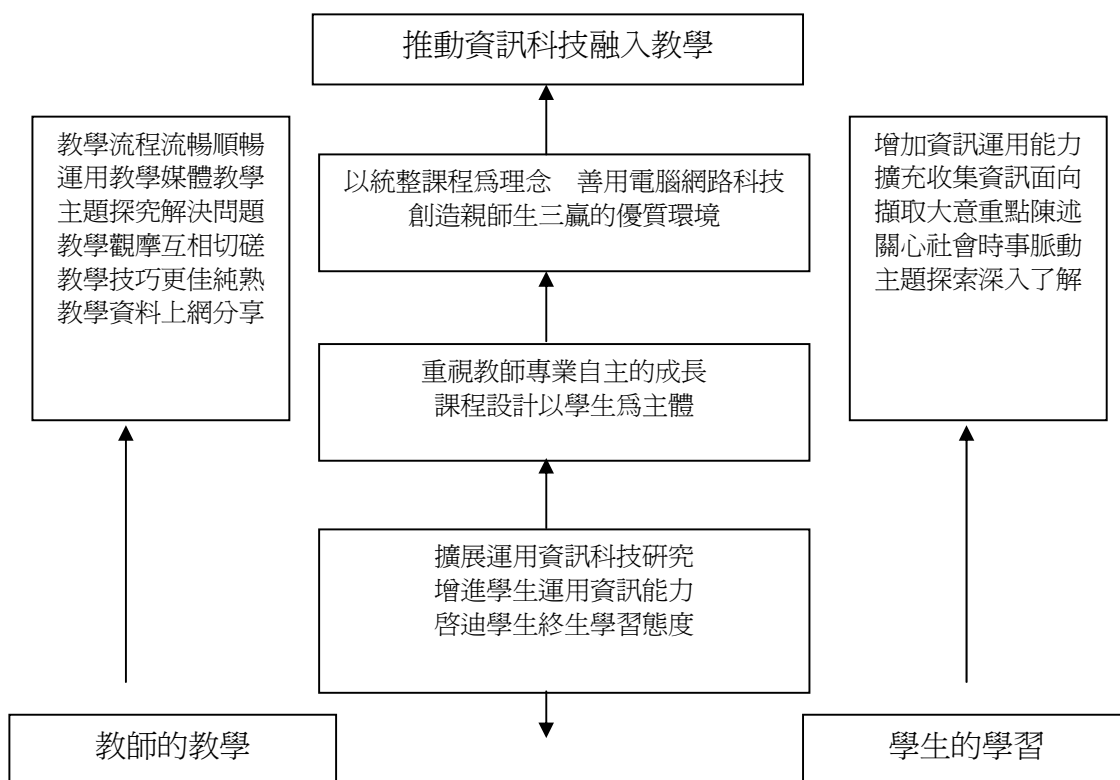 推動資訊科技融入教學
教學流程流暢順暢
運用教學媒體教學
主題探究解決問題
教學觀摩互相切磋
教學技巧更佳純熟
教學資料上網分享
以統整課程為理念　善用電腦網路科技
創造親師生三贏的優質環境
增加資訊運用能力
擴充收集資訊面向
擷取大意重點陳述
關心社會時事脈動
主題探索深入了解
重視教師專業自主的成長
課程設計以學生為主體
擴展運用資訊科技研究
增進學生運用資訊能力
啓迪學生終生學習態度
教師的教學
學生的學習